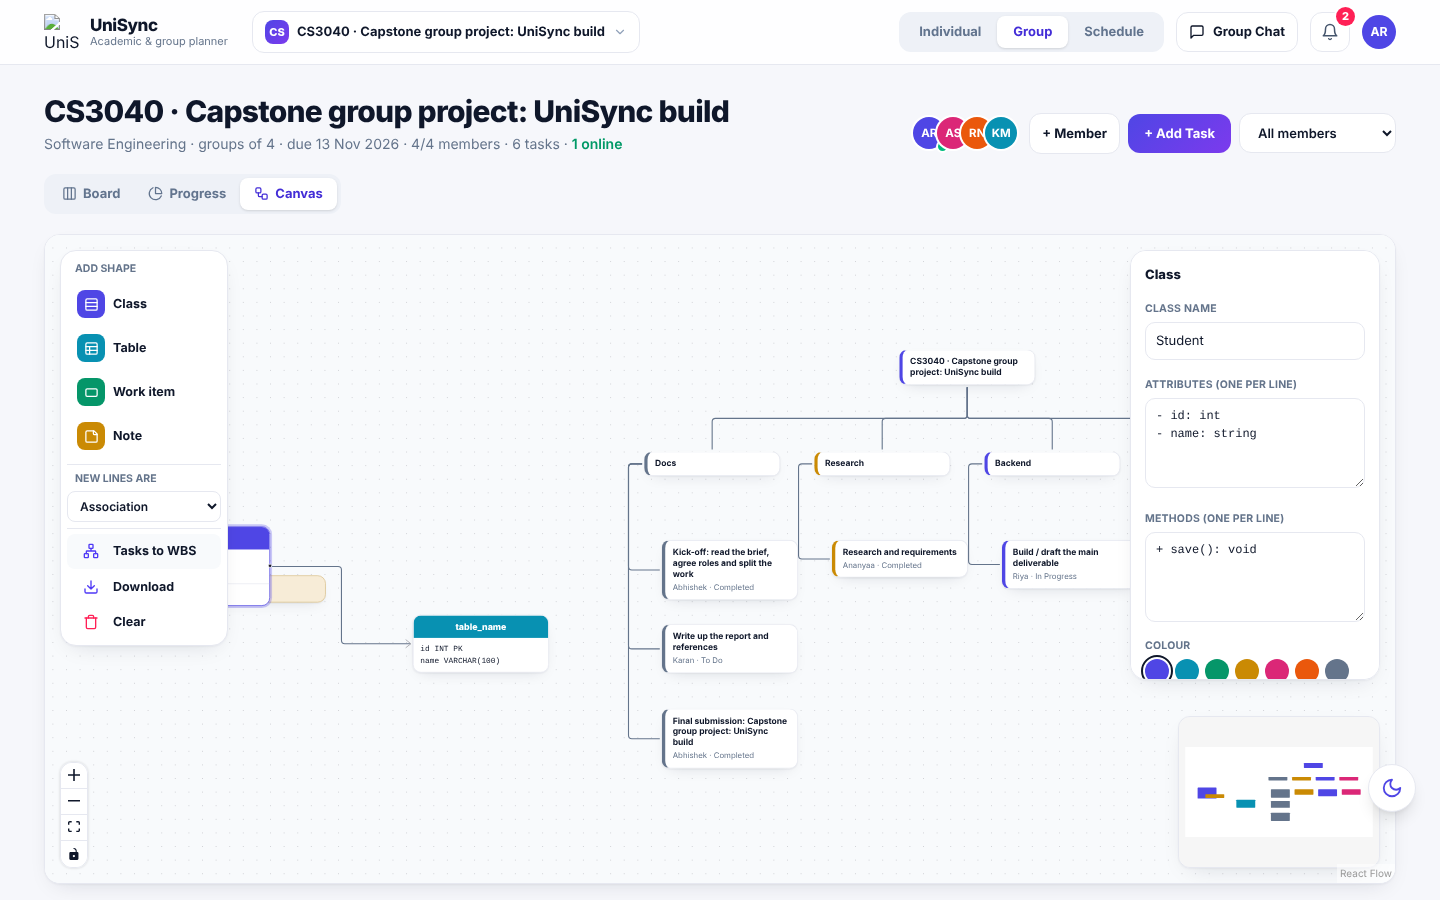 UniS
UniSync
Academic & group planner
CS
CS3040 · Capstone group project: UniSync build
Individual
Group
Schedule
Group Chat
2
AR
CS3040 · Capstone group project: UniSync build
Software Engineering · groups of 4 · due 13 Nov 2026 · 4/4 members · 6 tasks · 1 online
AR
AS
RN
KM
+ Member
+ Add Task
All members
Board
Progress
Canvas
ADD SHAPE
Class
Table
Work item
Note
NEW LINES ARE
Association
Tasks to WBS
Download
Clear
table_name
id INT PK
name VARCHAR(100)
CS3040 · Capstone group
project: UniSync build
Docs
Research
Backend
Kick-off: read the brief,
agree roles and split the
work
Abhishek · Completed
Research and requirements
Ananyaa · Completed
Build / draft the main
deliverable
Riya · In Progress
Write up the report and
references
Karan · To Do
Final submission: Capstone
group project: UniSync
build
Abhishek · Completed
Class
CLASS NAME
Student
ATTRIBUTES (ONE PER LINE)
- id: int
- name: string
METHODS (ONE PER LINE)
+ save(): void
COLOUR
React Flow